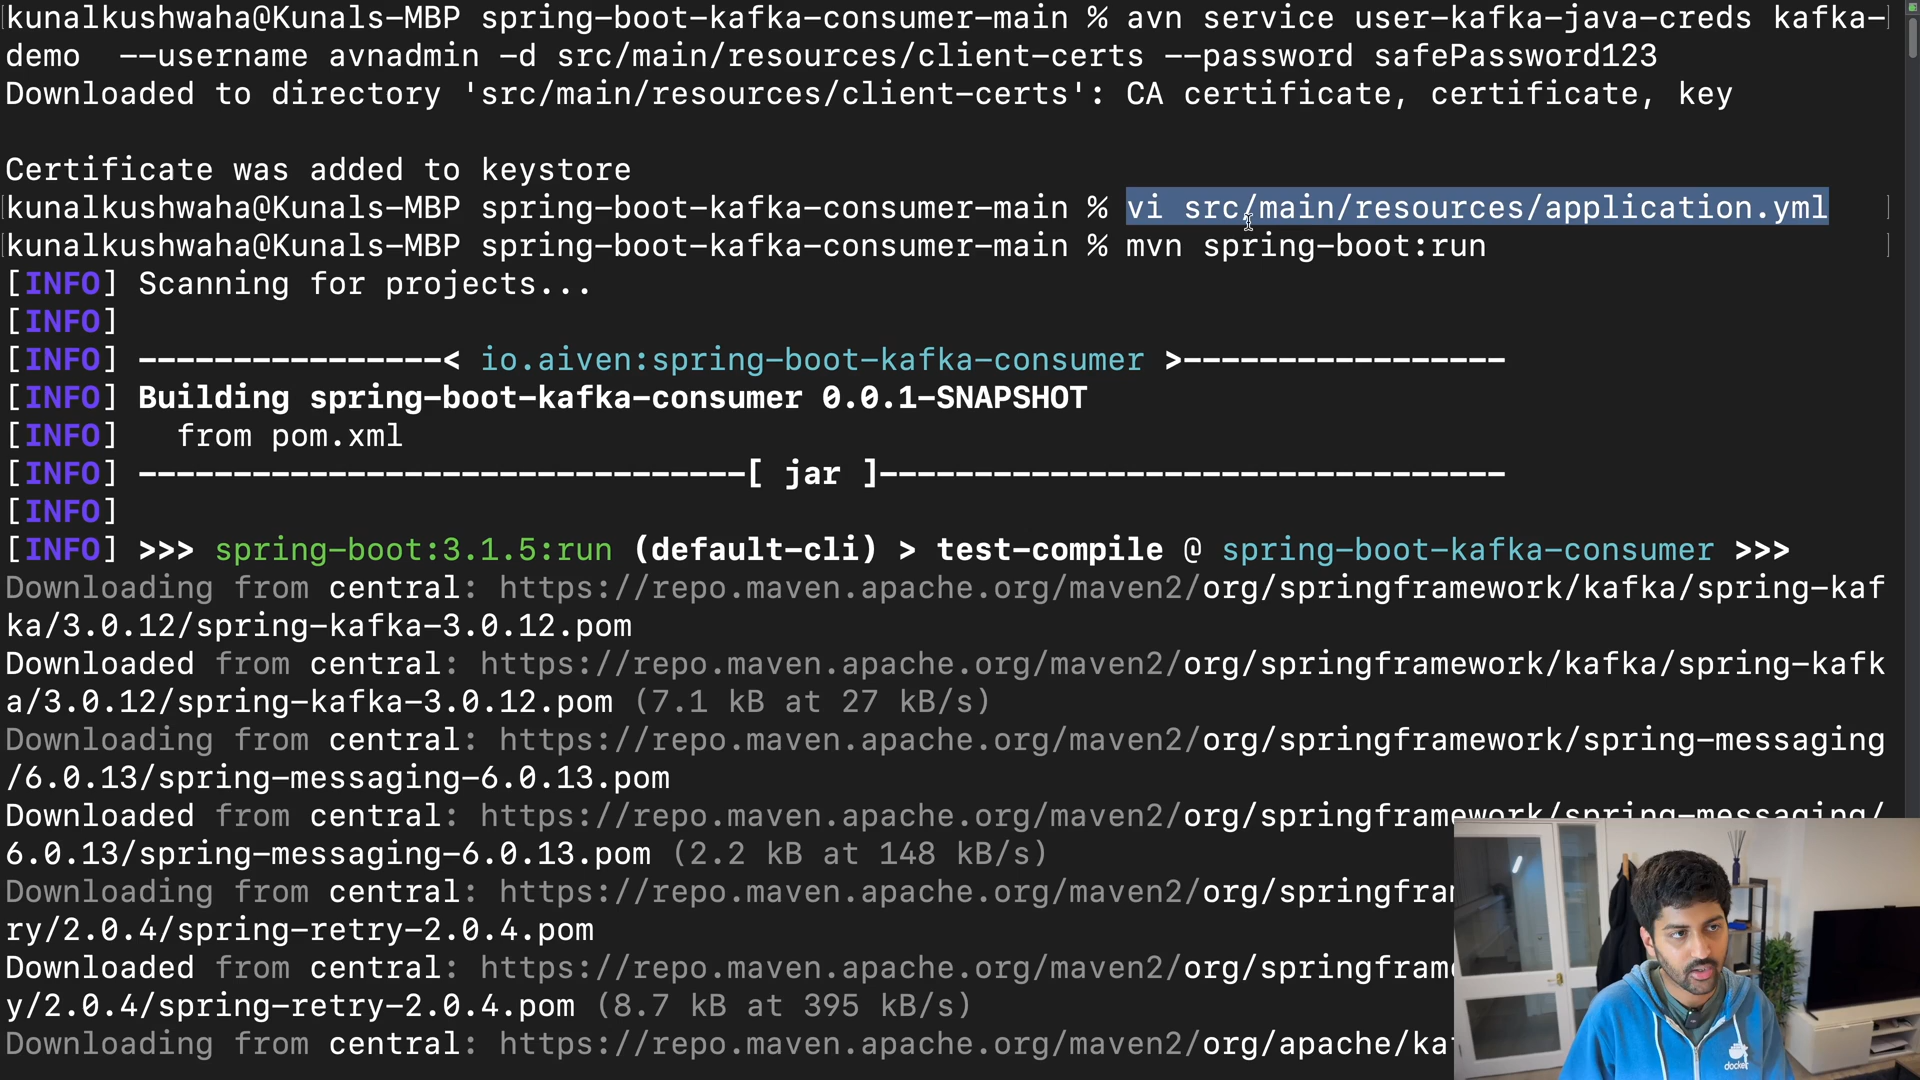 kunalkushwaha@Kunals-MBP spring-boot-kafka-consumer-main % avn service user-kafka-java-creds kafka-
demo  --username avnadmin -d src/main/resources/client-certs --password safePassword123
Downloaded to directory 'src/main/resources/client-certs': CA certificate, certificate, key
Certificate was added to keystore
kunalkushwaha@Kunals-MBP spring-boot-kafka-consumer-main % vi src/main/resources/application.yml
kunalkushwaha@Kunals-MBP spring-boot-kafka-consumer-main % mvn spring-boot:run
[INFO] Scanning for projects...
[INFO]
[INFO] ----------------< io.aiven:spring-boot-kafka-consumer >-----------------
[INFO] Building spring-boot-kafka-consumer 0.0.1-SNAPSHOT
[INFO]   from pom.xml
[INFO] --------------------------------[ jar ]---------------------------------
[INFO]
[INFO] >>> spring-boot:3.1.5:run (default-cli) > test-compile @ spring-boot-kafka-consumer >>>
Downloading from central: https://repo.maven.apache.org/maven2/org/springframework/kafka/spring-kaf
ka/3.0.12/spring-kafka-3.0.12.pom
Downloaded from central: https://repo.maven.apache.org/maven2/org/springframework/kafka/spring-kafk
a/3.0.12/spring-kafka-3.0.12.pom (7.1 kB at 27 kB/s)
Downloading from central: https://repo.maven.apache.org/maven2/org/springframework/spring-messaging
/6.0.13/spring-messaging-6.0.13.pom
Downloaded from central: https://repo.maven.apache.org/maven2/org/springframework/spring-messaging/
6.0.13/spring-messaging-6.0.13.pom (2.2 kB at 148 kB/s)
Downloading from central: https://repo.maven.apache.org/maven2/org/springfra
ry/2.0.4/spring-retry-2.0.4.pom
Downloaded from central: https://repo.maven.apache.org/maven2/org/springfram
y/2.0.4/spring-retry-2.0.4.pom (8.7 kB at 395 kB/s)
Downloading from central: https://repo.maven.apache.org/maven2/org/apache/ka
docker